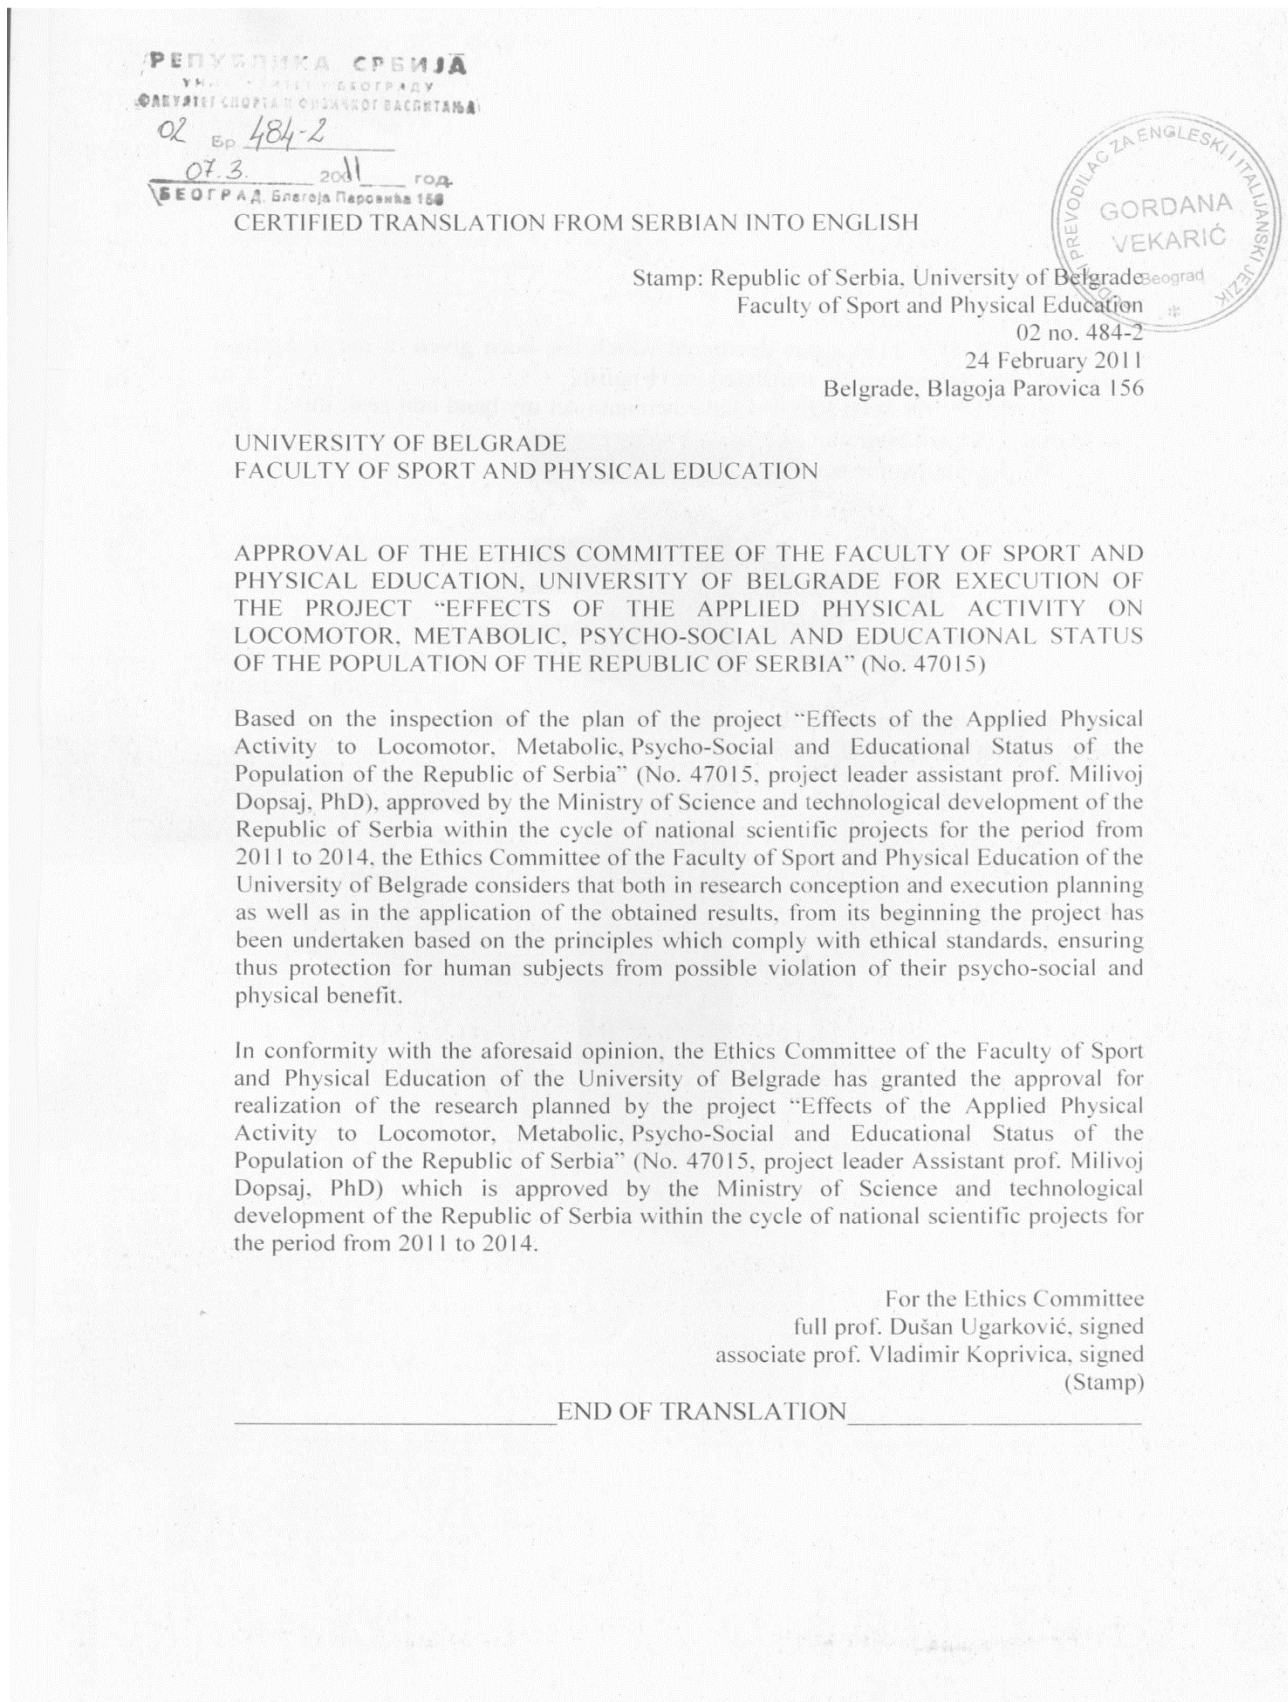 РЕПУБЛИКА СРБИЈА
УНИВЕРЗИТЕТ У БЕОГРАДУ
ФАКУЛТЕТ СПОРТА И ФИЗИЧКОГ ВАСПИТАЊА
02 Бр 484-2
07.3. 2011 год.
БЕОГРАД, Благоја Паровића 156
PREVODILAC ZA ENGLESKI I ITALIJANSKI JEZIK
GORDANA
VEKARIĆ
Beograd
CERTIFIED TRANSLATION FROM SERBIAN INTO ENGLISH
Stamp: Republic of Serbia, University of Belgrade
Faculty of Sport and Physical Education
02 no. 484-2
24 February 2011
Belgrade, Blagoja Parovica 156
UNIVERSITY OF BELGRADE
FACULTY OF SPORT AND PHYSICAL EDUCATION
APPROVAL OF THE ETHICS COMMITTEE OF THE FACULTY OF SPORT AND
PHYSICAL EDUCATION, UNIVERSITY OF BELGRADE FOR EXECUTION OF
THE PROJECT “EFFECTS OF THE APPLIED PHYSICAL ACTIVITY ON
LOCOMOTOR, METABOLIC, PSYCHO-SOCIAL AND EDUCATIONAL STATUS
OF THE POPULATION OF THE REPUBLIC OF SERBIA” (No. 47015)
Based on the inspection of the plan of the project “Effects of the Applied Physical
Activity to Locomotor, Metabolic, Psycho-Social and Educational Status of the
Population of the Republic of Serbia” (No. 47015, project leader assistant prof. Milivoj
Dopsaj, PhD), approved by the Ministry of Science and technological development of the
Republic of Serbia within the cycle of national scientific projects for the period from
2011 to 2014, the Ethics Committee of the Faculty of Sport and Physical Education of the
University of Belgrade considers that both in research conception and execution planning
as well as in the application of the obtained results, from its beginning the project has
been undertaken based on the principles which comply with ethical standards, ensuring
thus protection for human subjects from possible violation of their psycho-social and
physical benefit.
In conformity with the aforesaid opinion, the Ethics Committee of the Faculty of Sport
and Physical Education of the University of Belgrade has granted the approval for
realization of the research planned by the project “Effects of the Applied Physical
Activity to Locomotor, Metabolic, Psycho-Social and Educational Status of the
Population of the Republic of Serbia” (No. 47015, project leader Assistant prof. Milivoj
Dopsaj, PhD) which is approved by the Ministry of Science and technological
development of the Republic of Serbia within the cycle of national scientific projects for
the period from 2011 to 2014.
For the Ethics Committee
full prof. Dušan Ugarković, signed
associate prof. Vladimir Koprivica, signed
(Stamp)
END OF TRANSLATION